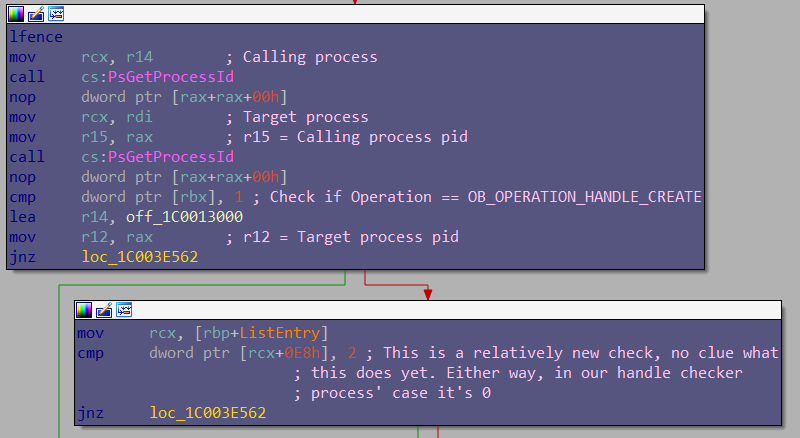 lfence
mov rcx, r14 ; Calling process
call cs:PsGetProcessId
nop dword ptr [rax+rax+00h]
mov rcx, rdi ; Target process
mov r15, rax ; r15 = Calling process pid
call cs:PsGetProcessId
nop dword ptr [rax+rax+00h]
cmp dword ptr [rbx], 1 ; Check if Operation == OB_OPERATION_HANDLE_CREATE
lea r14, off_1C0013000
mov r12, rax ; r12 = Target process pid
jnz loc_1C003E562
mov rcx, [rbp+ListEntry]
cmp dword ptr [rcx+0E8h], 2 ; This is a relatively new check, no clue what
; this does yet. Either way, in our handle checker
; process' case it's 0
jnz loc_1C003E562